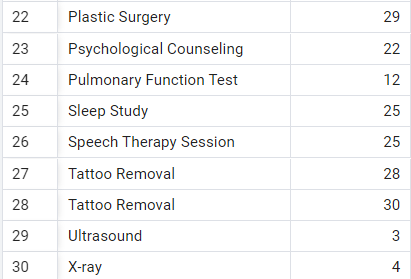 22 Plastic Surgery 29
23 Psychological Counseling 22
24 Pulmonary Function Test 12
25 Sleep Study 25
26 Speech Therapy Session 25
27 Tattoo Removal 28
28 Tattoo Removal 30
29 Ultrasound 3
30 X-ray 4